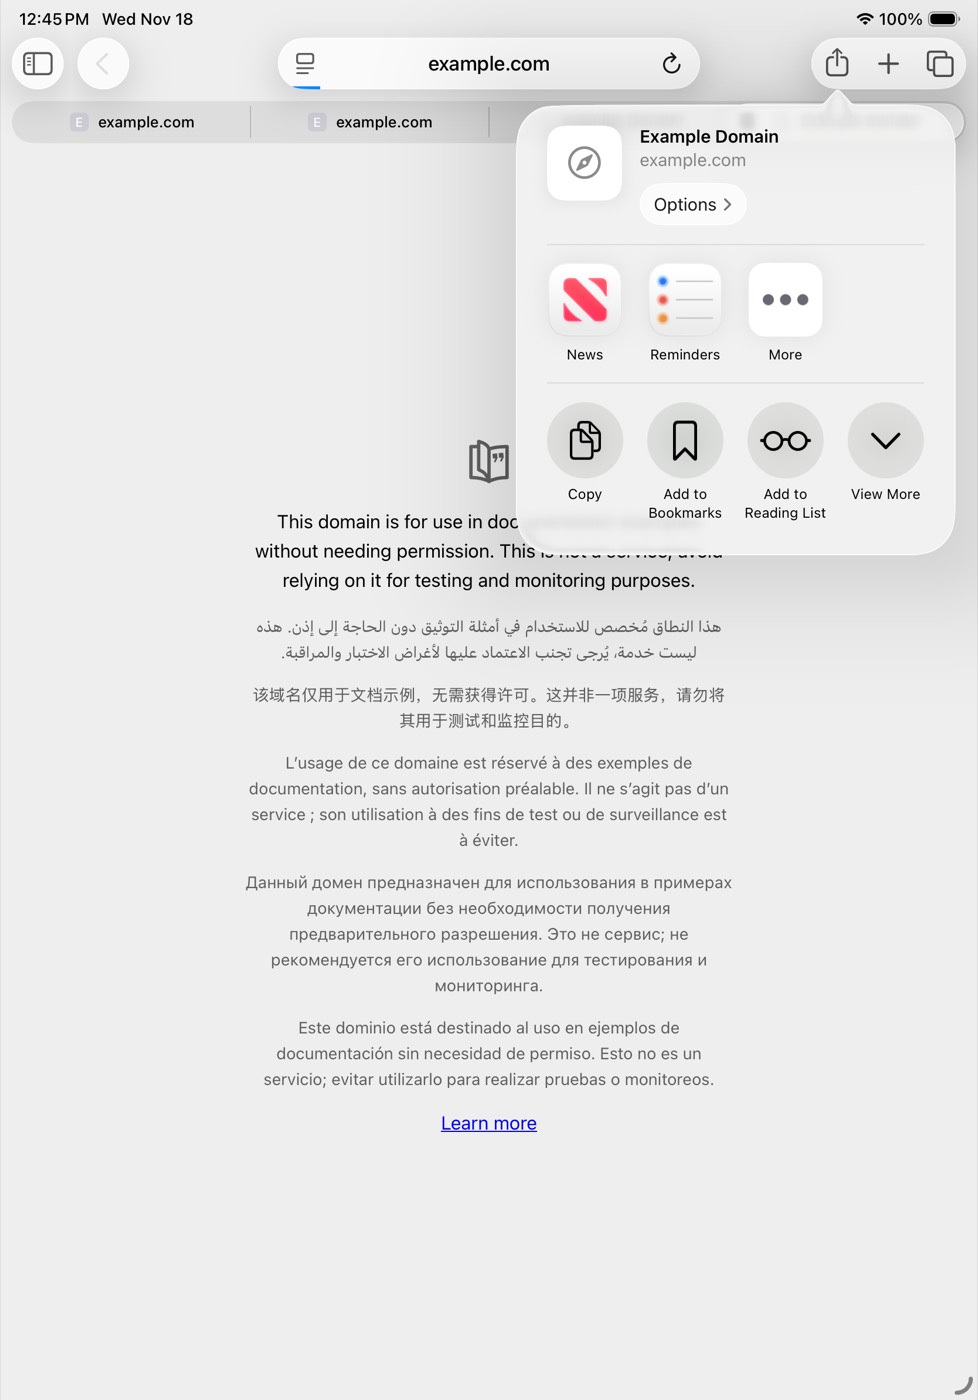 12:45 PM Wed Nov 18
100%
example.com
E example.com
E example.com
Example Domain
example.com
Options
News
Reminders
More
Copy
Add to
Bookmarks
Add to
Reading List
View More
This domain is for use in doc
without needing permission. This is not a service; avoid
relying on it for testing and monitoring purposes.
هذا النطاق مُخصص للاستخدام في أمثلة التوثيق دون الحاجة إلى إذن. هذه
ليست خدمة، يُرجى تجنب الاعتماد عليها لأغراض الاختبار والمراقبة.
该域名仅用于文档示例，无需获得许可。这并非一项服务，请勿将
其用于测试和监控目的。
L’usage de ce domaine est réservé à des exemples de
documentation, sans autorisation préalable. Il ne s’agit pas d’un
service ; son utilisation à des fins de test ou de surveillance est
à éviter.
Данный домен предназначен для использования в примерах
документации без необходимости получения
предварительного разрешения. Это не сервис; не
рекомендуется его использование для тестирования и
мониторинга.
Este dominio está destinado al uso en ejemplos de
documentación sin necesidad de permiso. Esto no es un
servicio; evitar utilizarlo para realizar pruebas o monitoreos.
Learn more